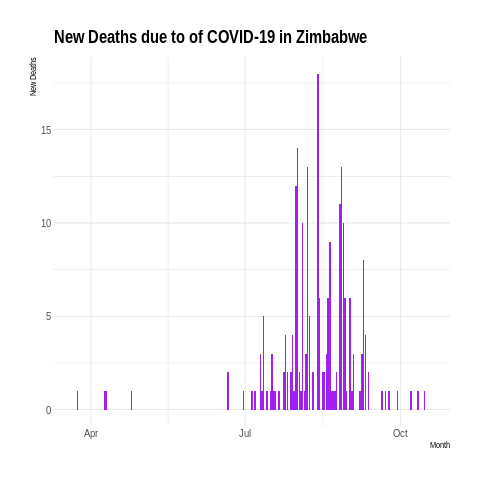 New Deaths due to of COVID-19 in Zimbabwe
New Deaths
15
10
5
0
Apr
Jul
Oct
Month